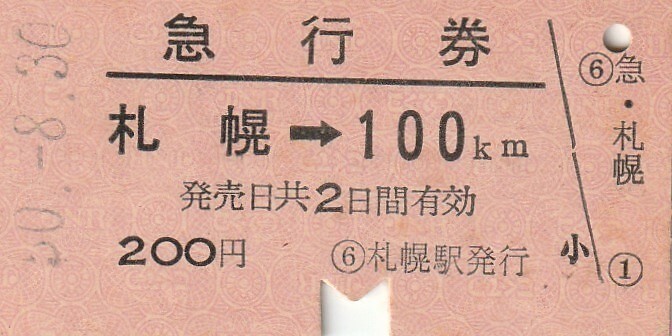 50.-8.30
急行券
札幌➡100km
発売日共2日間有効
200円 ⑥札幌駅発行
小
⑥急・札幌
①